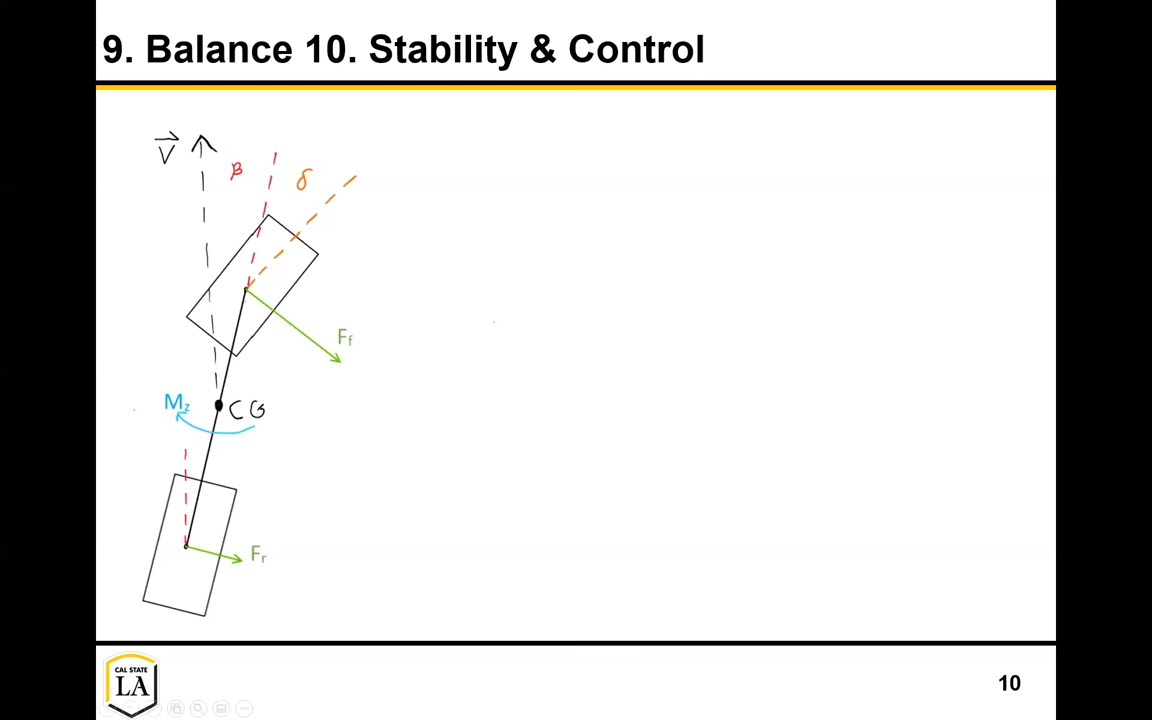 9. Balance 10. Stability & Control
V
β
δ
Ff
Mz
CG
Fr
CAL STATE
LA
10